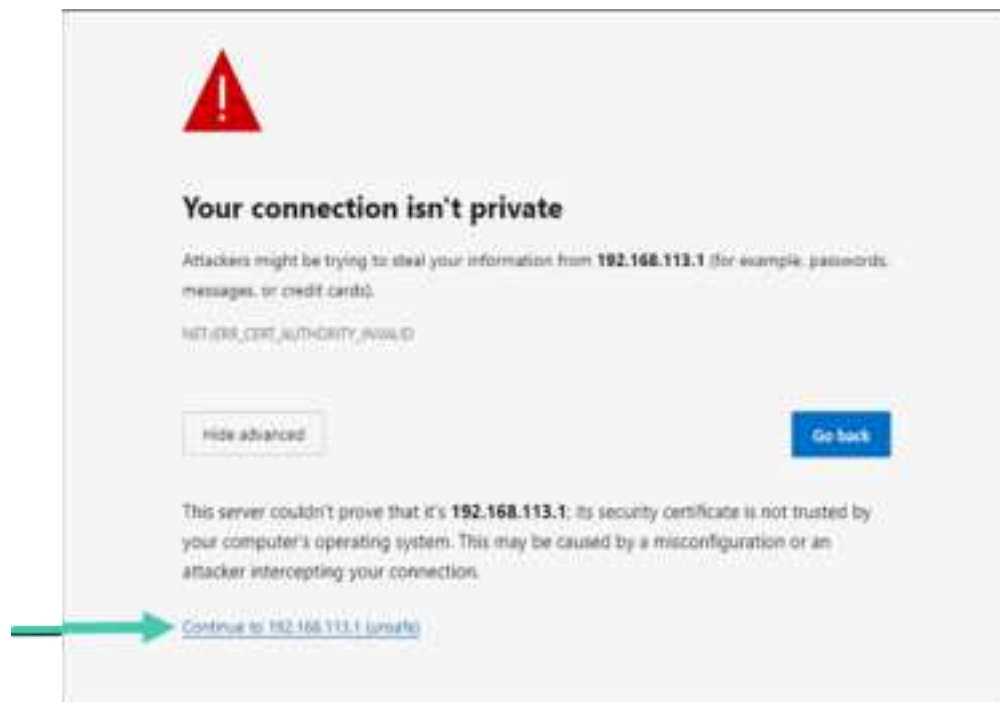 Your connection isn't private
Attackers might be trying to steal your information from 192.168.113.1 (for example, passwords,
messages, or credit cards).
NET::ERR_CERT_AUTHORITY_INVALID
Hide advanced
Go back
This server couldn't prove that it's 192.168.113.1; its security certificate is not trusted by
your computer's operating system. This may be caused by a misconfiguration or an
attacker intercepting your connection.
Continue to 192.168.113.1 (unsafe)